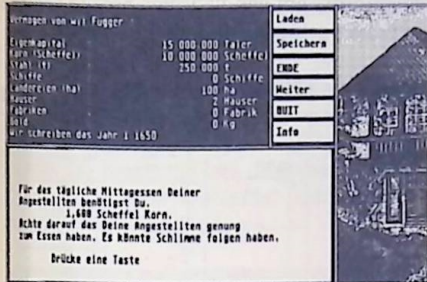 Vermögen von wil Fugger
Eigenkapital 15 000 000 Taler
Korn (Scheffel) 10 000 000 Scheffel
Stahl (t) 250 000 t
Schiffe 0 Schiffe
Ländereien (ha) 100 ha
Häuser 2 Häuser
Fabriken 0 Fabrik
Gold 0 Kg
Wir schreiben das Jahr 1 1650
Laden
Speichern
ENDE
Weiter
QUIT
Info
Für das tägliche Mittagessen Deiner
Angestellten benötigst Du.
1,600 Scheffel Korn.
Achte darauf das Deine Angestellten genung
zum Essen haben. Es könnte Schlimme folgen haben.
Drücke eine Taste